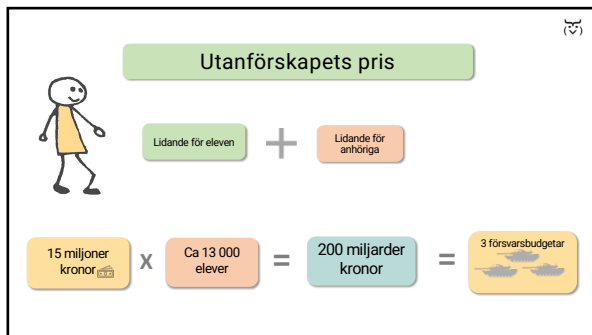 Utanförskapets pris
Lidande för eleven
Lidande för
anhöriga
15 miljoner
kronor
x
Ca 13 000
elever
=
200 miljarder
kronor
=
3 försvarsbudgetar